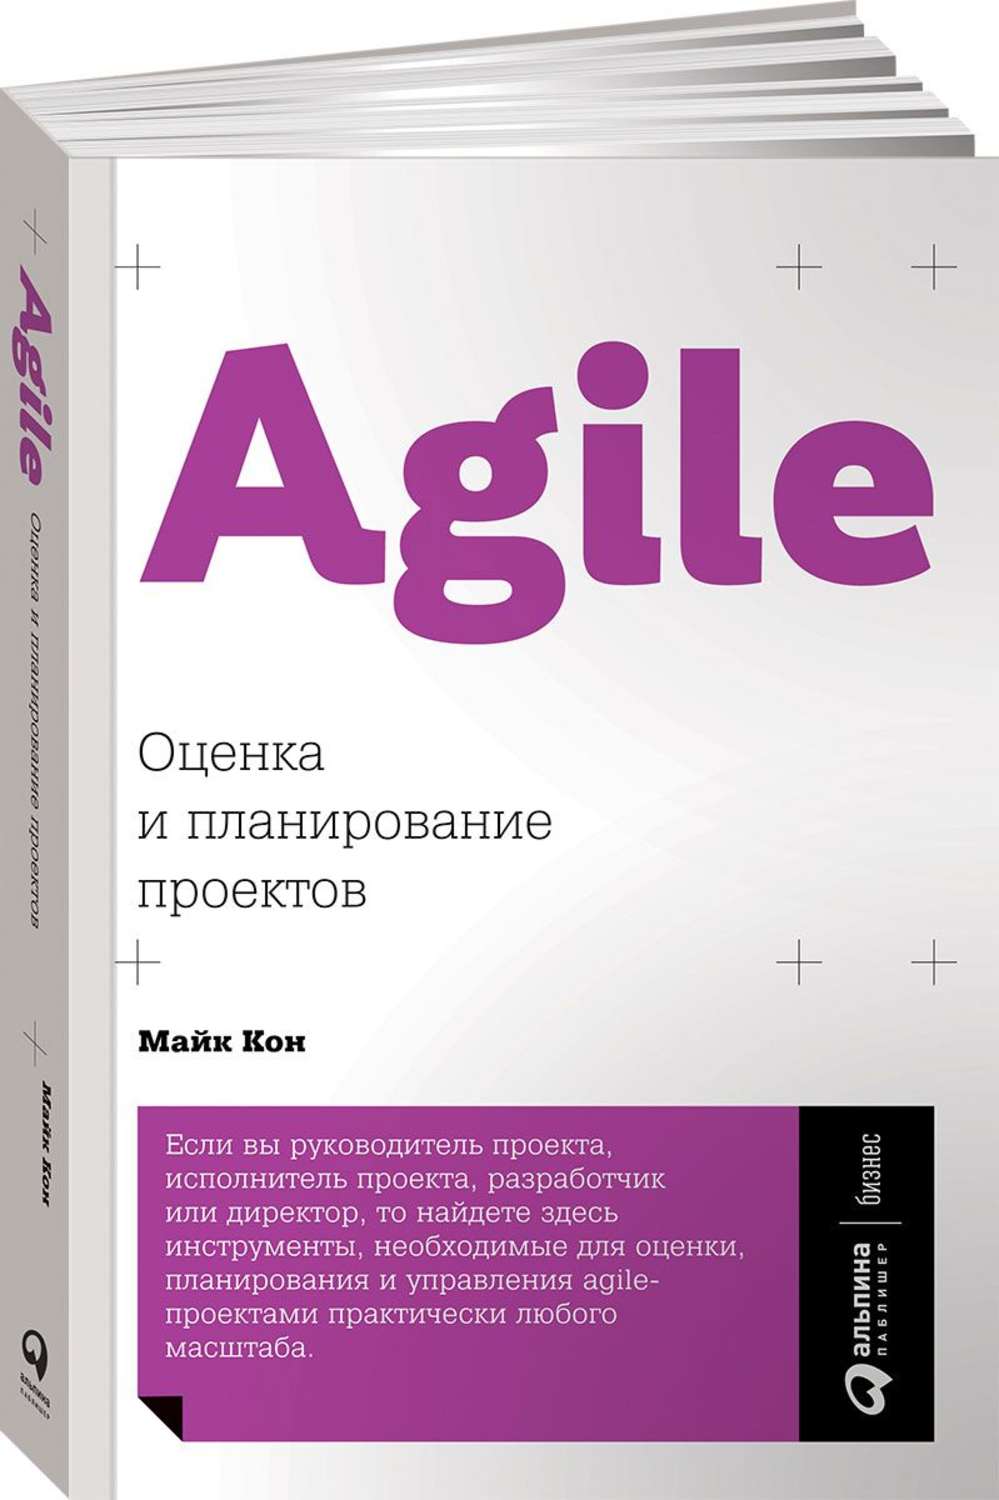 Agile
Оценка
и планирование
проектов
Майк Кон
Если вы руководитель проекта,
исполнитель проекта, разработчик
или директор, то найдете здесь
инструменты, необходимые для оценки,
планирования и управления agile-
проектами практически любого
масштаба.
альпина
ПАБЛИШЕР
бизнес
Agile
Оценка и планирование проектов
Майк Кон
альпина
ПАБЛИШЕР